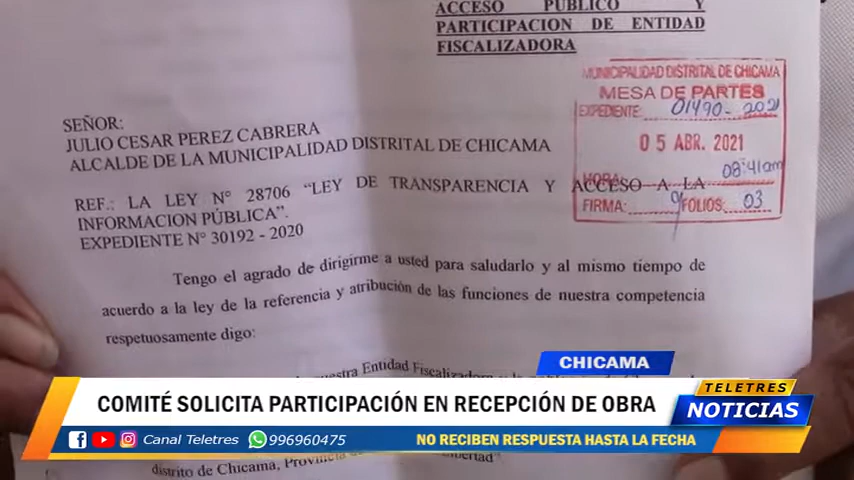 ACCESO PÚBLICO Y
PARTICIPACION DE ENTIDAD
FISCALIZADORA
MUNICIPALIDAD DISTRITAL DE CHICAMA
MESA DE PARTES
EXPEDIENTE: 01490-2021
05 ABR. 2021
HORA: 08:41am
FIRMA: FOLIOS: 03
SEÑOR:
JULIO CESAR PEREZ CABRERA
ALCALDE DE LA MUNICIPALIDAD DISTRITAL DE CHICAMA
REF.: LA LEY N° 28706 “LEY DE TRANSPARENCIA Y ACCESO A LA
INFORMACION PÚBLICA”.
EXPEDIENTE N° 30192 - 2020
Tengo el agrado de dirigirme a usted para saludarlo y al mismo tiempo de
acuerdo a la ley de la referencia y atribución de las funciones de nuestra competencia
respetuosamente digo:
Entidad Fiscalizadora
CHICAMA
COMITÉ SOLICITA PARTICIPACIÓN EN RECEPCIÓN DE OBRA
TELETRES
NOTICIAS
Canal Teletres 996960475
NO RECIBEN RESPUESTA HASTA LA FECHA
distrito de Chicama,